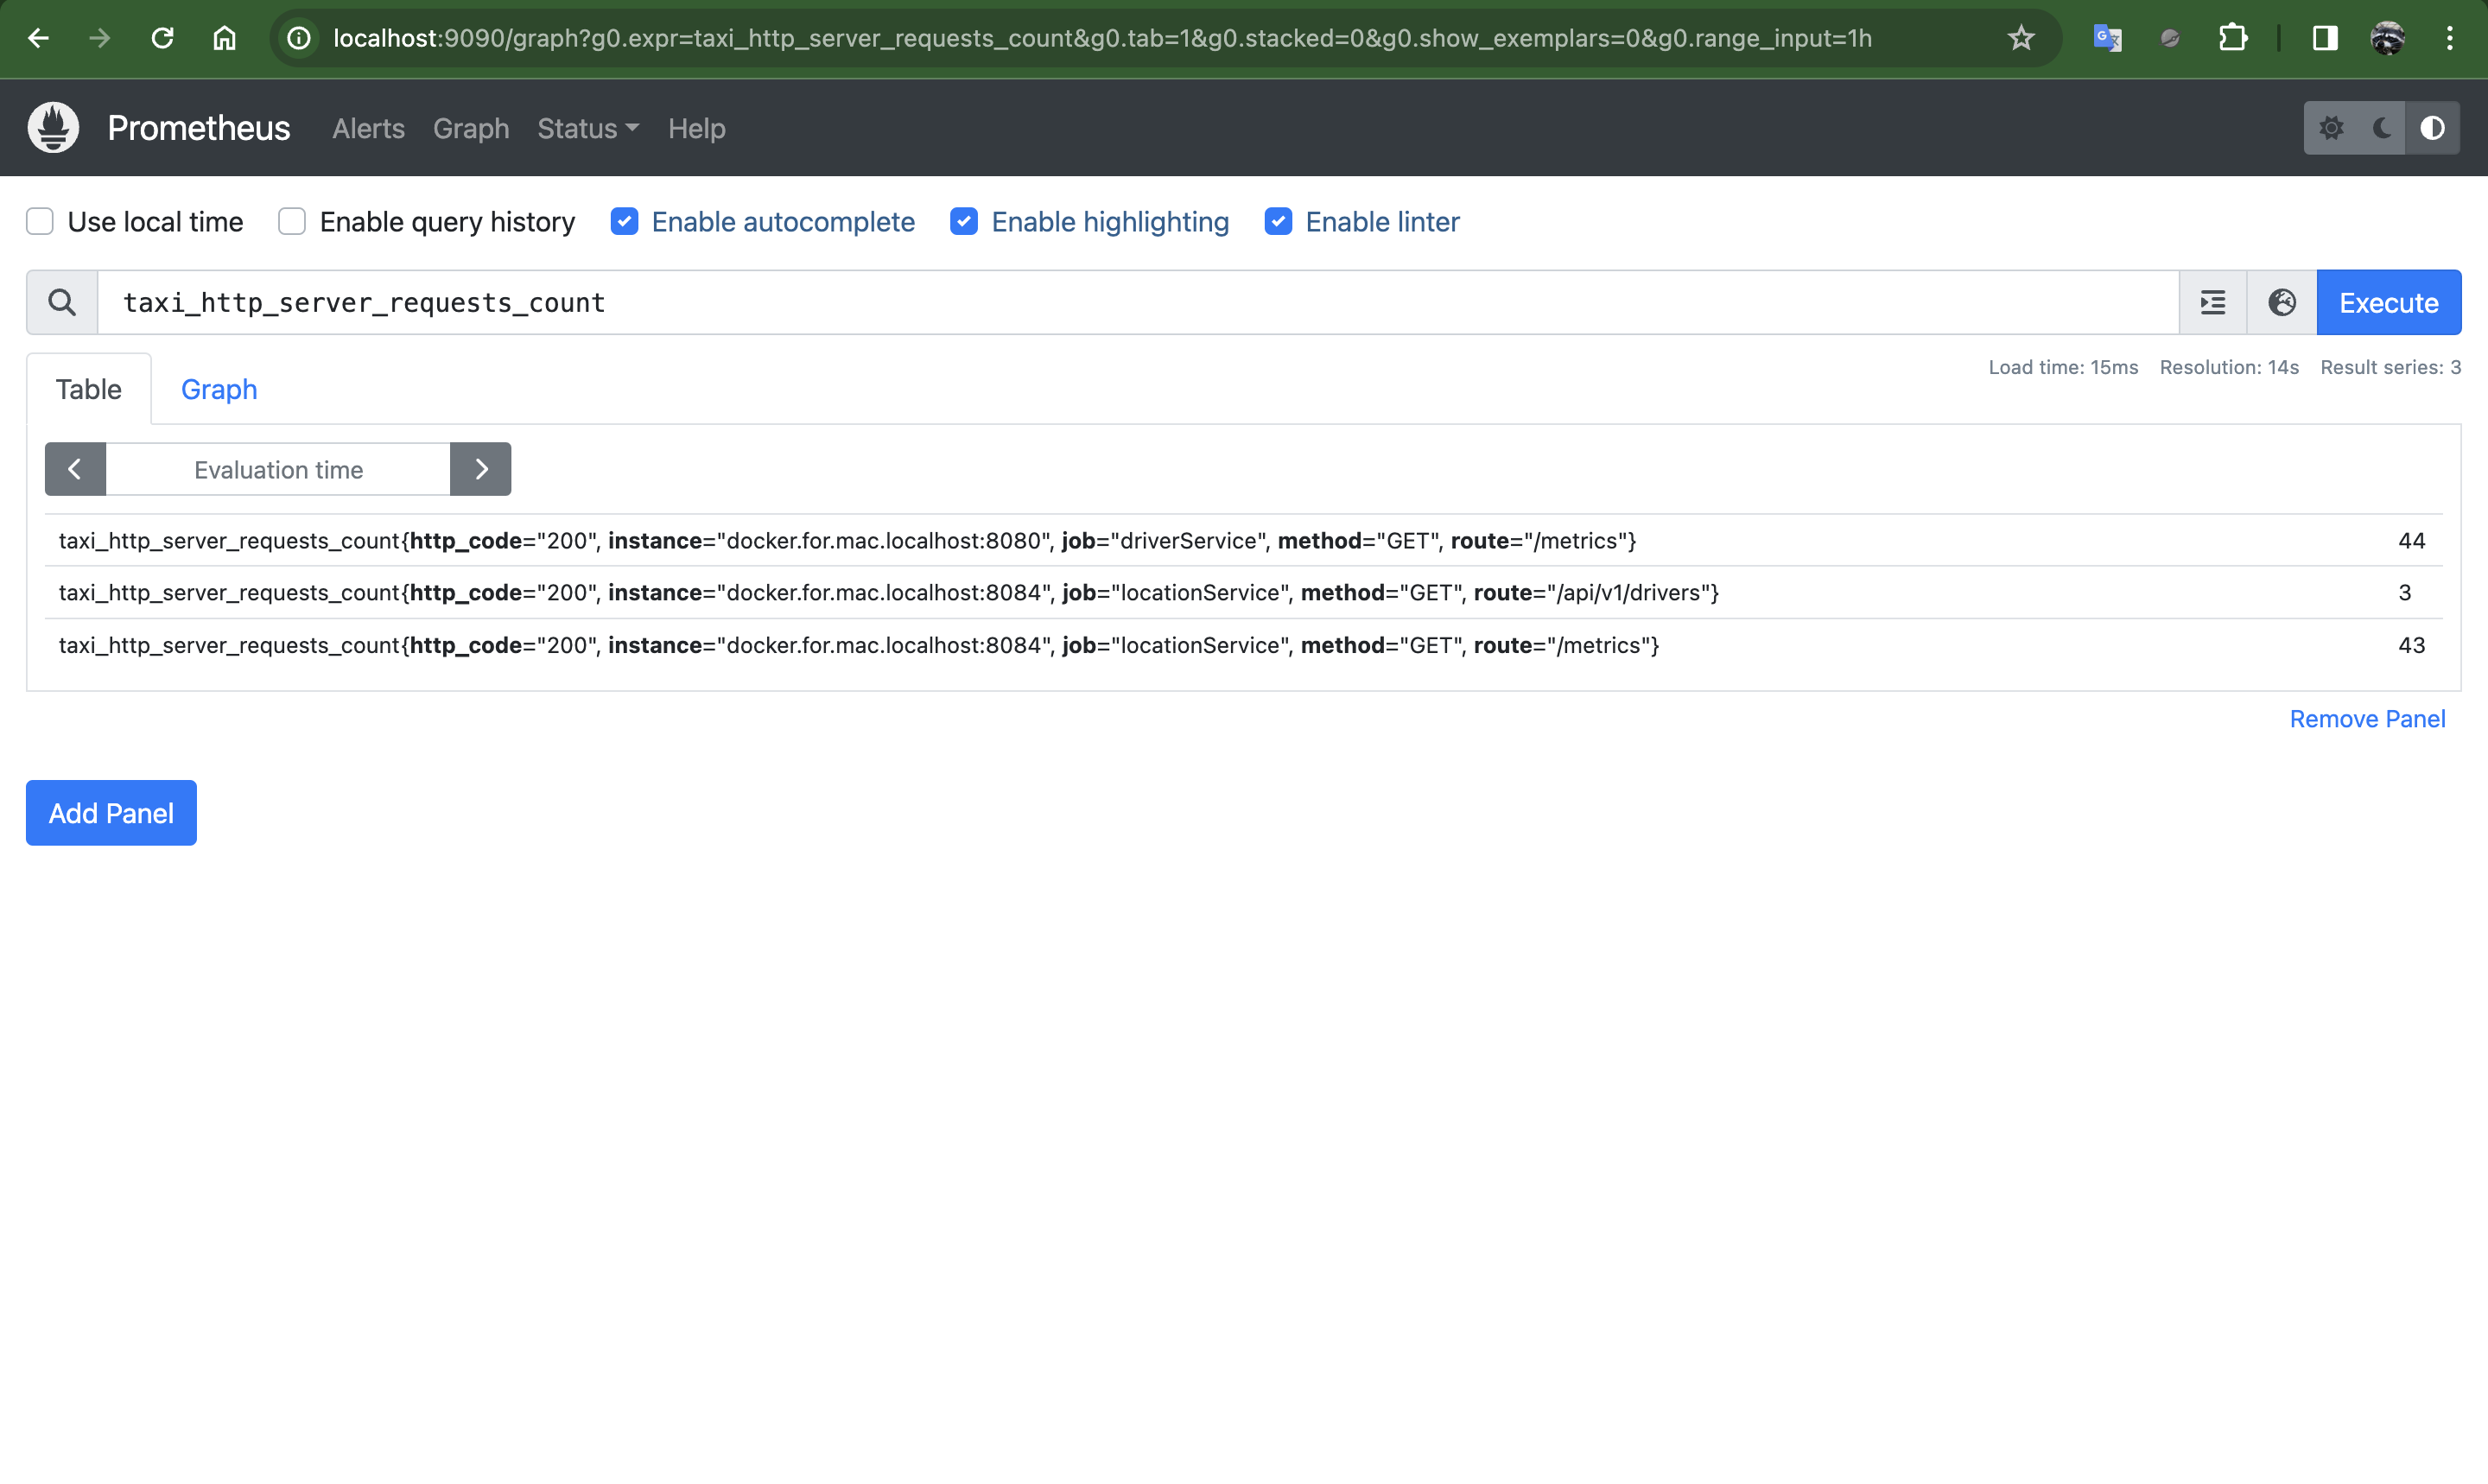 localhost:9090/graph?g0.expr=taxi_http_server_requests_count&g0.tab=1&g0.stacked=0&g0.show_exemplars=0&g0.range_input=1h
Prometheus Alerts Graph Status Help
Use local time Enable query history Enable autocomplete Enable highlighting Enable linter
taxi_http_server_requests_count Execute
Table Graph Load time: 15ms Resolution: 14s Result series: 3
Evaluation time
taxi_http_server_requests_count{http_code="200", instance="docker.for.mac.localhost:8080", job="driverService", method="GET", route="/metrics"} 44
taxi_http_server_requests_count{http_code="200", instance="docker.for.mac.localhost:8084", job="locationService", method="GET", route="/api/v1/drivers"} 3
taxi_http_server_requests_count{http_code="200", instance="docker.for.mac.localhost:8084", job="locationService", method="GET", route="/metrics"} 43
Remove Panel
Add Panel